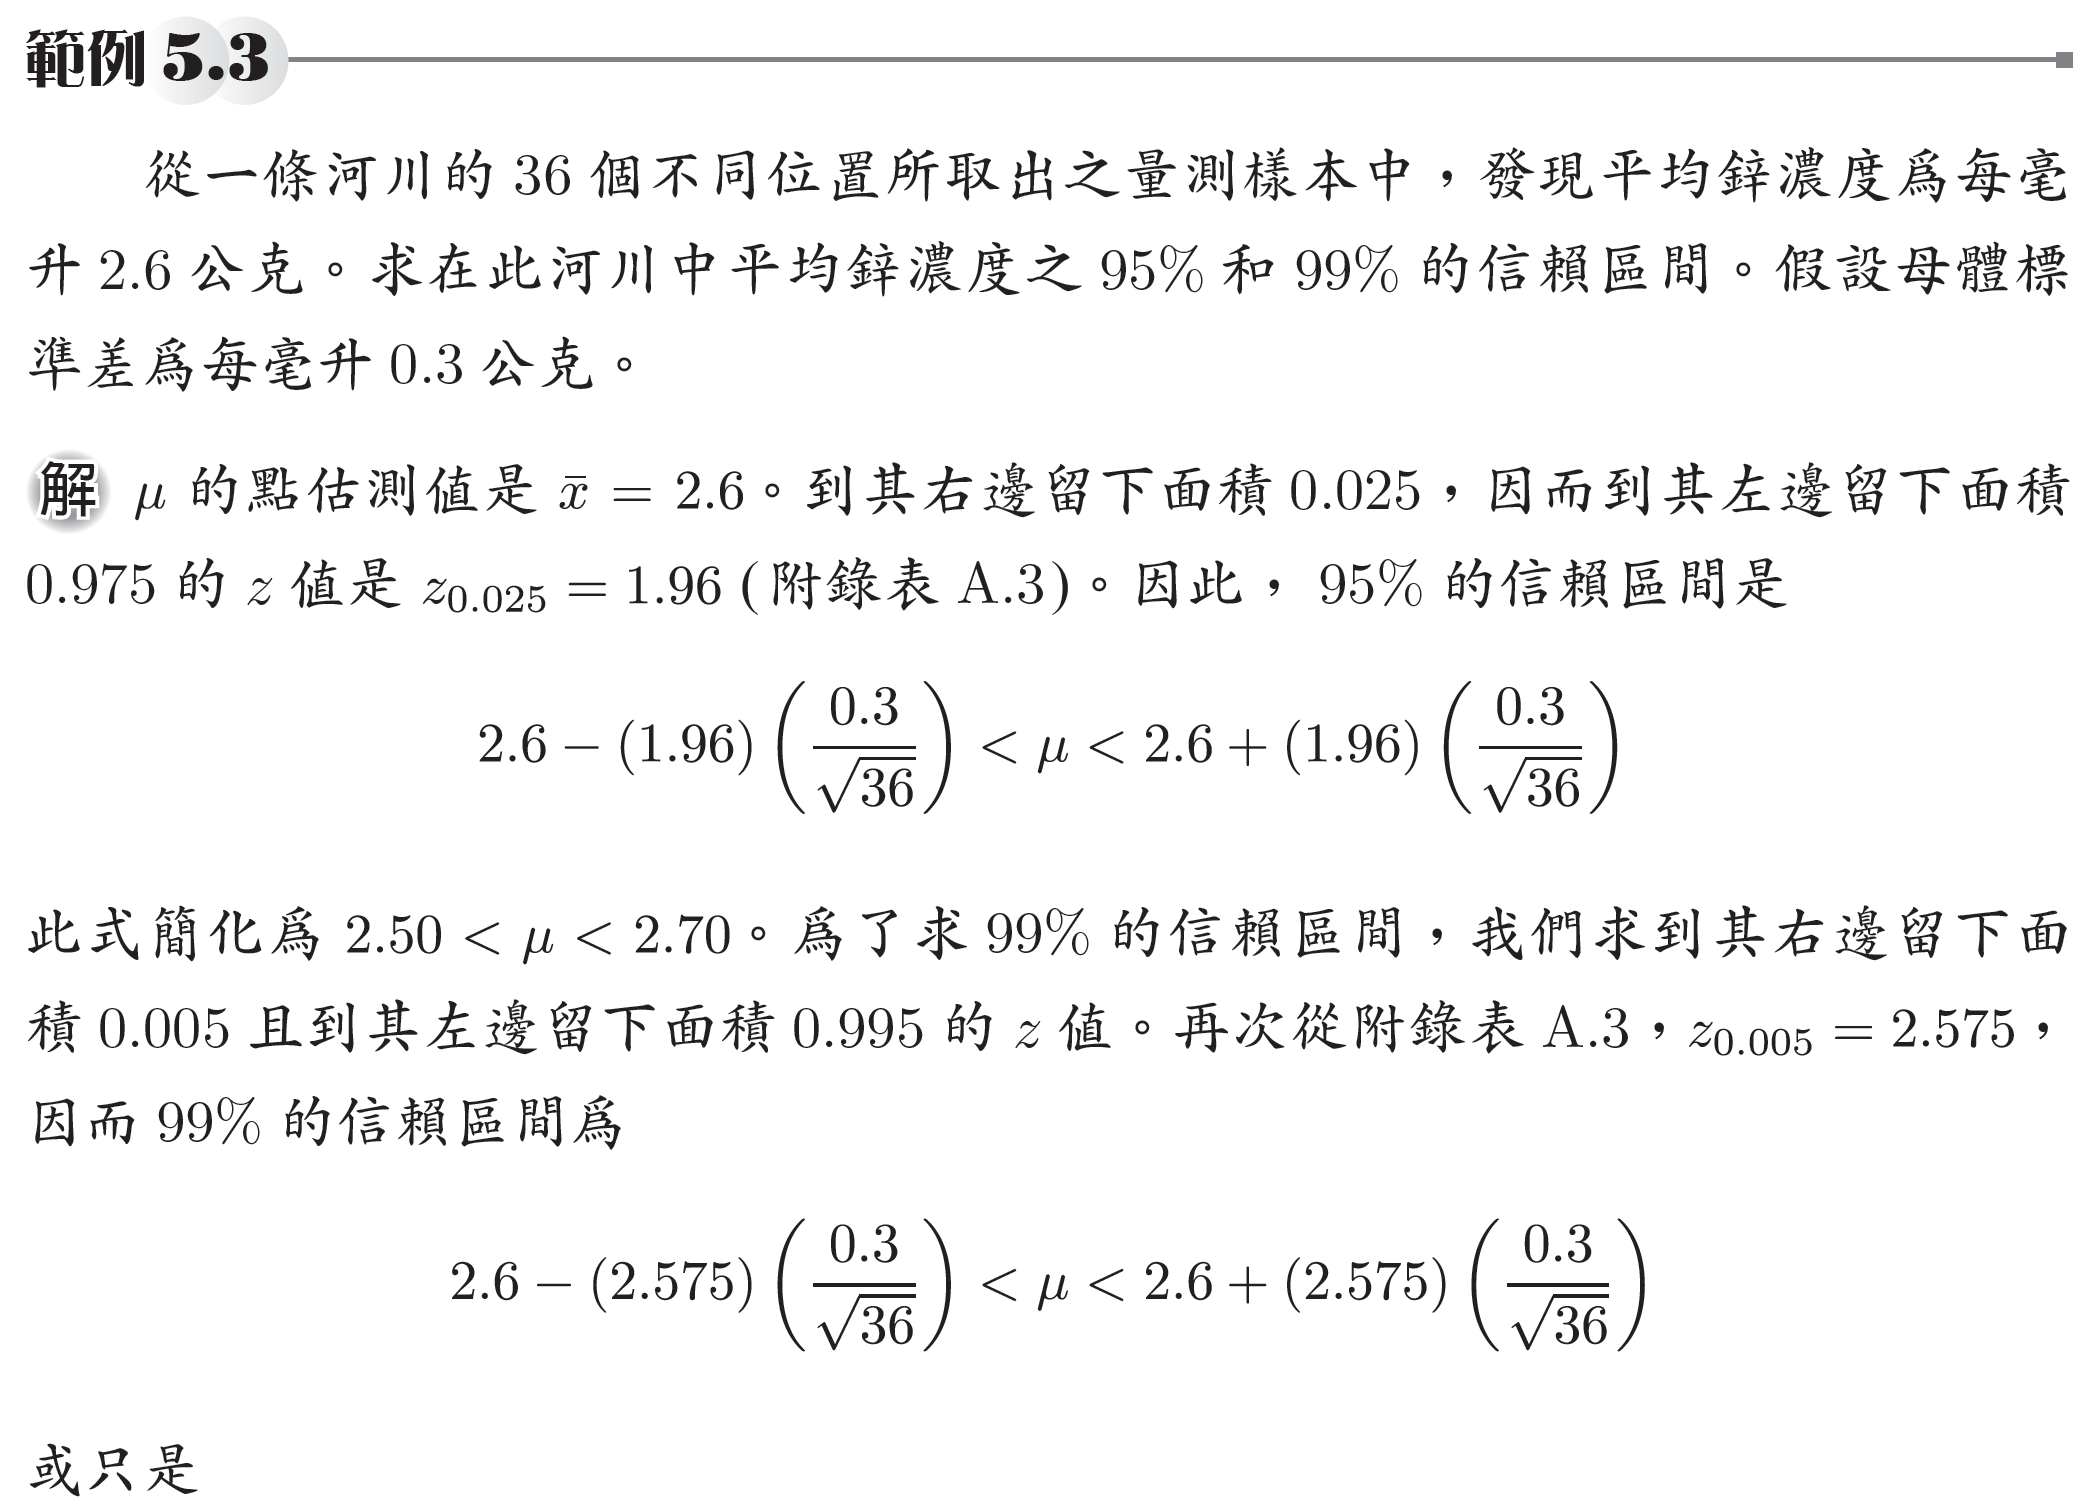 範例 5.3
從一條河川的 36 個不同位置所取出之量測樣本中，發現平均鋅濃度爲每毫
升 2.6 公克。求在此河川中平均鋅濃度之 95% 和 99% 的信賴區間。假設母體標
準差爲每毫升 0.3 公克。
解 μ 的點估測值是 x̄ = 2.6。到其右邊留下面積 0.025，因而到其左邊留下面積
0.975 的 z 值是 z₀.₀₂₅ = 1.96 (附錄表 A.3)。因此， 95% 的信賴區間是
2.6 − (1.96) (0.3/√36) < μ < 2.6 + (1.96) (0.3/√36)
此式簡化爲 2.50 < μ < 2.70。爲了求 99% 的信賴區間，我們求到其右邊留下面
積 0.005 且到其左邊留下面積 0.995 的 z 值。再次從附錄表 A.3，z₀.₀₀₅ = 2.575，
因而 99% 的信賴區間爲
2.6 − (2.575) (0.3/√36) < μ < 2.6 + (2.575) (0.3/√36)
或只是